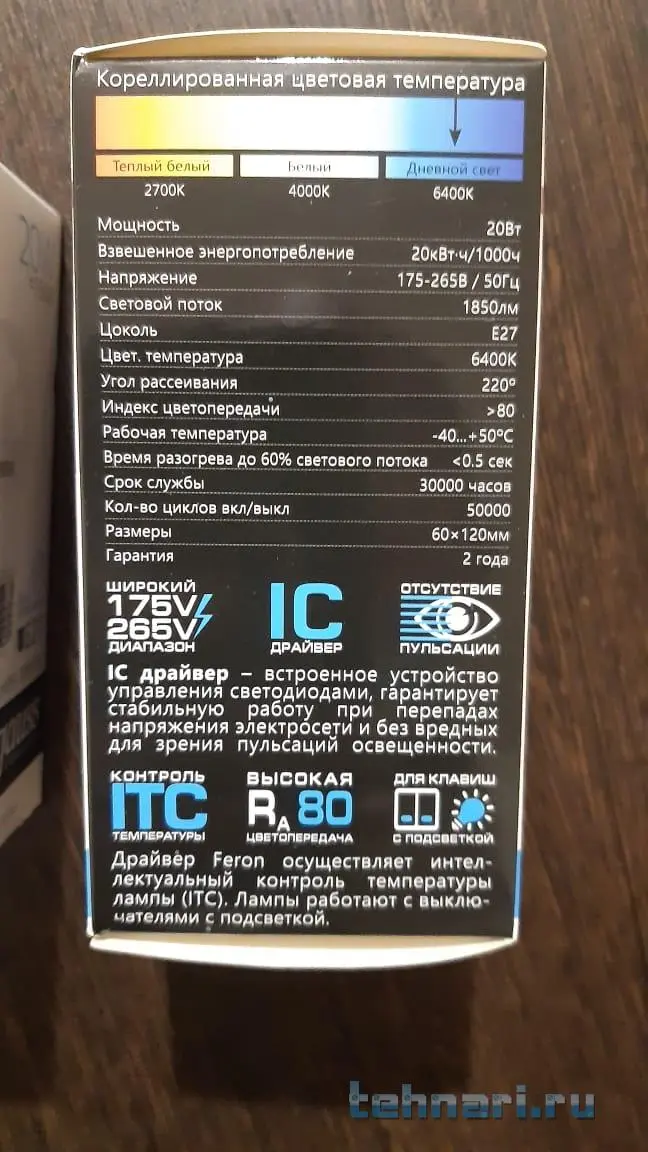 Кореллированная цветовая температура
Теплый белый Белый Дневной свет
2700K 4000K 6400K
Мощность 20Вт
Взвешенное энергопотребление 20кВт·ч/1000ч
Напряжение 175-265В / 50Гц
Световой поток 1850лм
Цоколь E27
Цвет. температура 6400K
Угол рассеивания 220º
Индекс цветопередачи >80
Рабочая температура -40...+50ºC
Время разогрева до 60% светового потока <0.5 сек
Срок службы 30000 часов
Кол-во циклов вкл/выкл 50000
Размеры 60×120мм
Гарантия 2 года
ШИРОКИЙ
175V
265V
ДИАПАЗОН
IC
ДРАЙВЕР
ОТСУТСТВИЕ
ПУЛЬСАЦИИ
IC драйвер – встроенное устройство
управления светодиодами, гарантирует
стабильную работу при перепадах
напряжения электросети и без вредных
для зрения пульсаций освещенности.
КОНТРОЛЬ
ITC
ТЕМПЕРАТУРЫ
ВЫСОКАЯ
RA 80
ЦВЕТОПЕРЕДАЧА
ДЛЯ КЛАВИШ
С ПОДСВЕТКОЙ
Драйвер Feron осуществляет интел-
лектуальный контроль температуры
лампы (ITC). Лампы работают с выклю-
чателями с подсветкой.
tehnari.ru